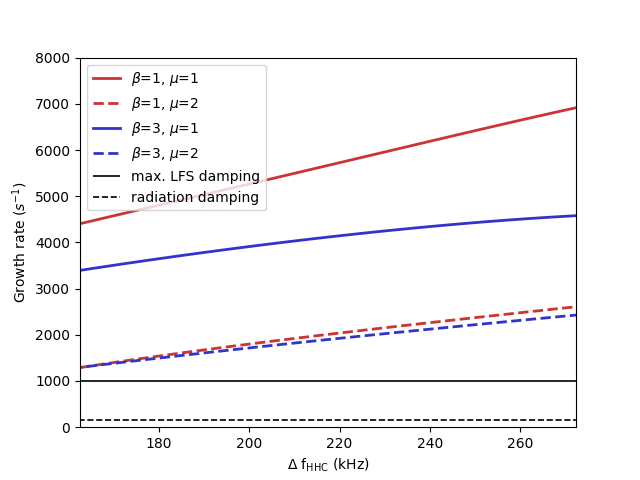 8000
7000
6000
5000
4000
3000
2000
1000
0
Growth rate (s⁻¹)
β=1, μ=1
β=1, μ=2
β=3, μ=1
β=3, μ=2
max. LFS damping
radiation damping
180 200 220 240 260
Δ f_HHC (kHz)